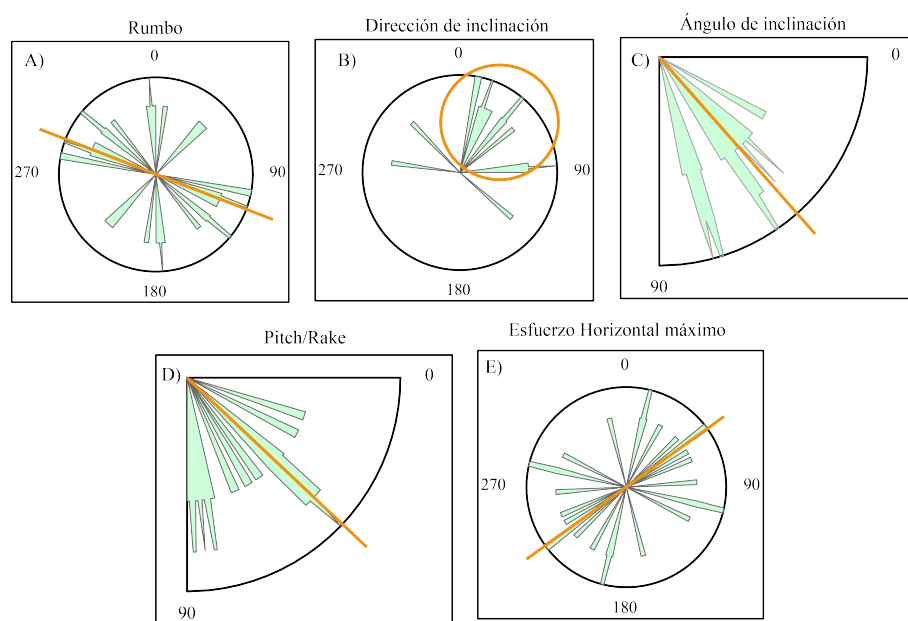 Rumbo
A)
0
270
90
180
Dirección de inclinación
B)
0
270
90
180
Ángulo de inclinación
C)
0
90
Pitch/Rake
D)
0
90
Esfuerzo Horizontal máximo
E)
0
270
90
180